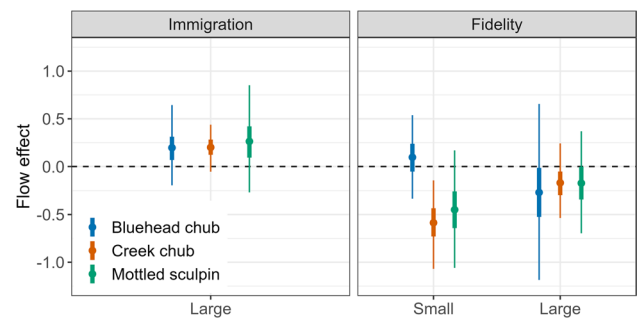 Immigration
Fidelity
Flow effect
1.0
0.5
0.0
-0.5
-1.0
Bluehead chub
Creek chub
Mottled sculpin
Large
Small
Large